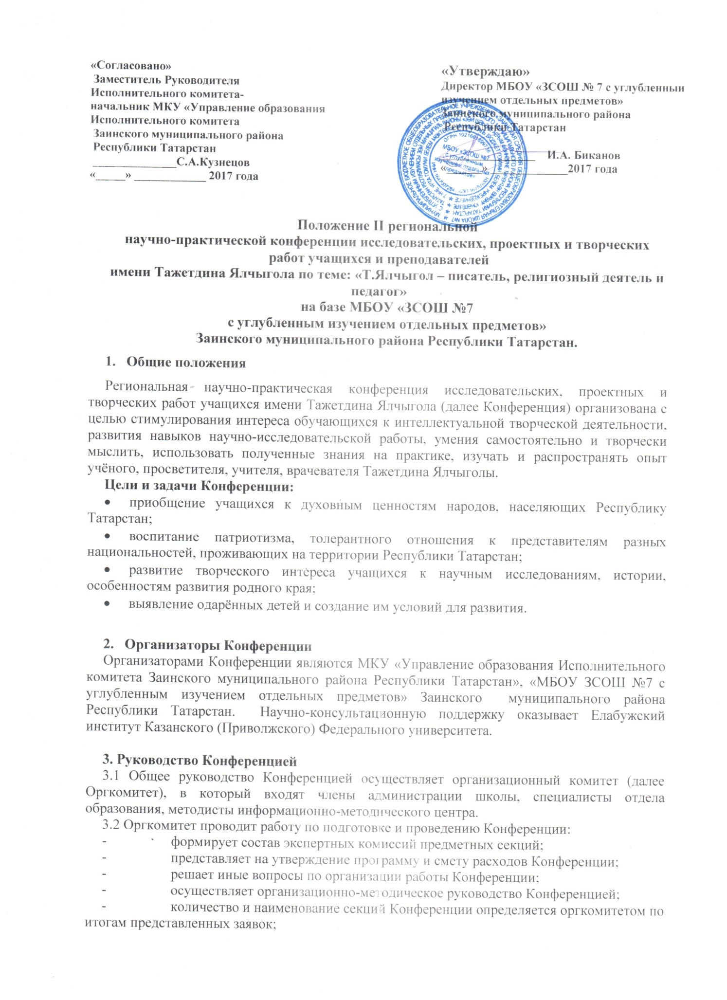 «Согласовано»
Заместитель Руководителя
Исполнительного комитета-
начальник МКУ «Управление образования
Исполнительного комитета
Заинского муниципального района
Республики Татарстан
______________С.А.Кузнецов
«_____» ____________ 2017 года
«Утверждаю»
Директор МБОУ «ЗСОШ № 7 с углубленным
изучением отдельных предметов»
Заинского муниципального района
Республики Татарстан
_______________ И.А. Биканов
«______» _____________2017 года
ОГРН 1021601899736
МБОУ «ЗСОШ №7
с углубленным
изучением отдельных
предметов»
Положение II региональной
научно-практической конференции исследовательских, проектных и творческих
работ учащихся и преподавателей
имени Тажетдина Ялчыгола по теме: «Т.Ялчыгол – писатель, религиозный деятель и
педагог»
на базе МБОУ «ЗСОШ №7
с углубленным изучением отдельных предметов»
Заинского муниципального района Республики Татарстан.
1. Общие положения
Региональная научно-практическая конференция исследовательских, проектных и
творческих работ учащихся имени Тажетдина Ялчыгола (далее Конференция) организована с
целью стимулирования интереса обучающихся к интеллектуальной творческой деятельности,
развития навыков научно-исследовательской работы, умения самостоятельно и творчески
мыслить, использовать полученные знания на практике, изучать и распространять опыт
учёного, просветителя, учителя, врачевателя Тажетдина Ялчыголы.
Цели и задачи Конференции:
• приобщение учащихся к духовным ценностям народов, населяющих Республику
Татарстан;
• воспитание патриотизма, толерантного отношения к представителям разных
национальностей, проживающих на территории Республики Татарстан;
• развитие творческого интереса учащихся к научным исследованиям, истории,
особенностям развития родного края;
• выявление одарённых детей и создание им условий для развития.
2. Организаторы Конференции
Организаторами Конференции являются МКУ «Управление образования Исполнительного
комитета Заинского муниципального района Республики Татарстан», «МБОУ ЗСОШ №7 с
углубленным изучением отдельных предметов» Заинского муниципального района
Республики Татарстан. Научно-консультационную поддержку оказывает Елабужский
институт Казанского (Приволжского) Федерального университета.
3. Руководство Конференцией
3.1 Общее руководство Конференцией осуществляет организационный комитет (далее
Оргкомитет), в который входят члены администрации школы, специалисты отдела
образования, методисты информационно-методического центра.
3.2 Оргкомитет проводит работу по подготовке и проведению Конференции:
- формирует состав экспертных комиссий предметных секций;
- представляет на утверждение программу и смету расходов Конференции;
- решает иные вопросы по организации работы Конференции;
- осуществляет организационно-методическое руководство Конференцией;
- количество и наименование секций Конференции определяется оргкомитетом по
итогам представленных заявок;